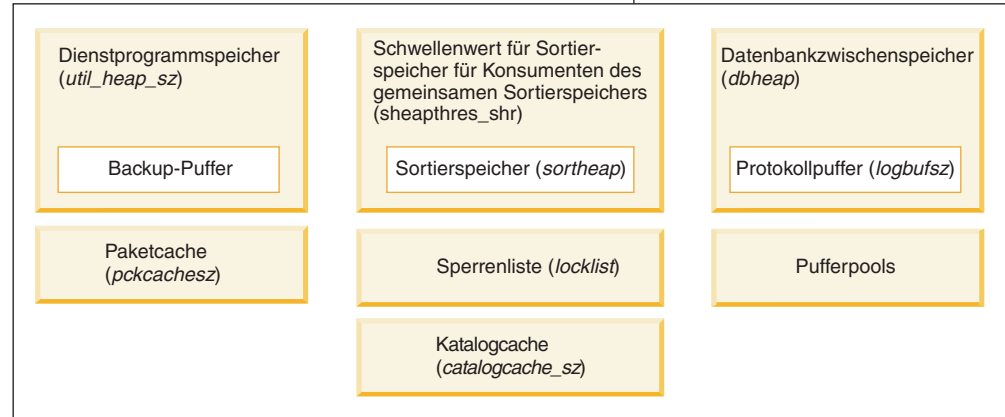 Dienstprogrammspeicher
(util_heap_sz)
Backup-Puffer
Schwellenwert für Sortier-
speicher für Konsumenten des
gemeinsamen Sortierspeichers
(sheapthres_shr)
Sortierspeicher (sortheap)
Datenbankzwischenspeicher
(dbheap)
Protokollpuffer (logbufsz)
Paketcache
(pckcachesz)
Sperrenliste (locklist)
Pufferpools
Katalogcache
(catalogcache_sz)